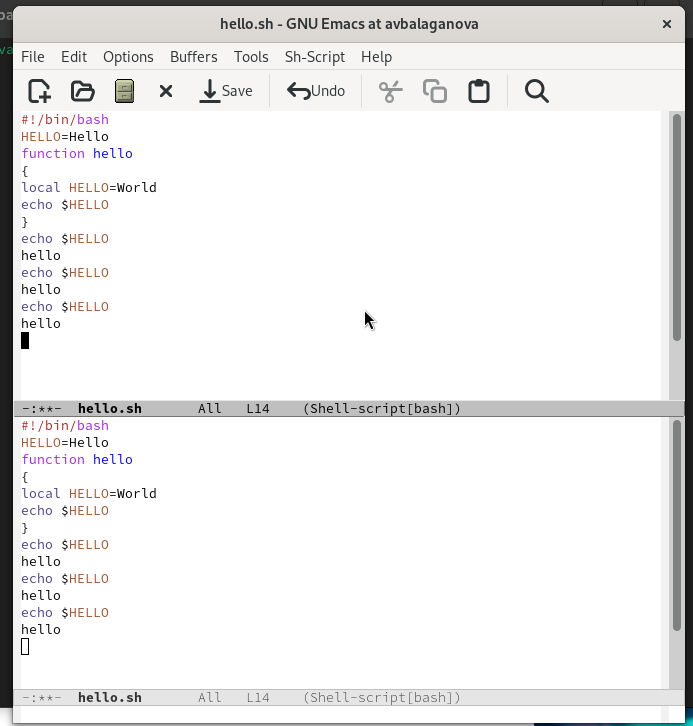 hello.sh - GNU Emacs at avbalaganova
File Edit Options Buffers Tools Sh-Script Help
Save Undo
#!/bin/bash
HELLO=Hello
function hello
{
local HELLO=World
echo $HELLO
}
echo $HELLO
hello
echo $HELLO
hello
echo $HELLO
hello
-:**- hello.sh All L14 (Shell-script[bash])
#!/bin/bash
HELLO=Hello
function hello
{
local HELLO=World
echo $HELLO
}
echo $HELLO
hello
echo $HELLO
hello
echo $HELLO
hello
-:**- hello.sh All L14 (Shell-script[bash])